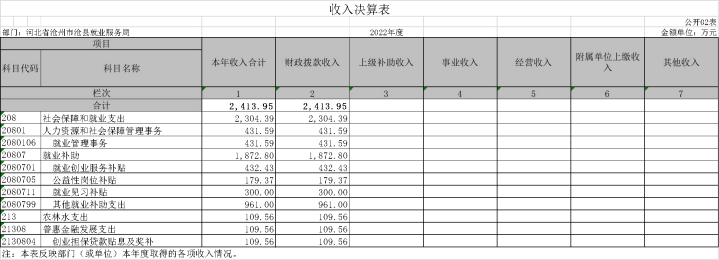 收入决算表
公开02表
部门：河北省沧州市沧县就业服务局 2022年度 金额单位：万元
项目 本年收入合计 财政拨款收入 上级补助收入 事业收入 经营收入 附属单位上缴收入 其他收入
科目代码 科目名称
栏次 1 2 3 4 5 6 7
合计 2,413.95 2,413.95
208 社会保障和就业支出 2,304.39 2,304.39
20801 人力资源和社会保障管理事务 431.59 431.59
2080106 就业管理事务 431.59 431.59
20807 就业补助 1,872.80 1,872.80
2080701 就业创业服务补贴 432.43 432.43
2080705 公益性岗位补贴 179.37 179.37
2080711 就业见习补贴 300.00 300.00
2080799 其他就业补助支出 961.00 961.00
213 农林水支出 109.56 109.56
21308 普惠金融发展支出 109.56 109.56
2130804 创业担保贷款贴息及奖补 109.56 109.56
注：本表反映部门（或单位）本年度取得的各项收入情况。